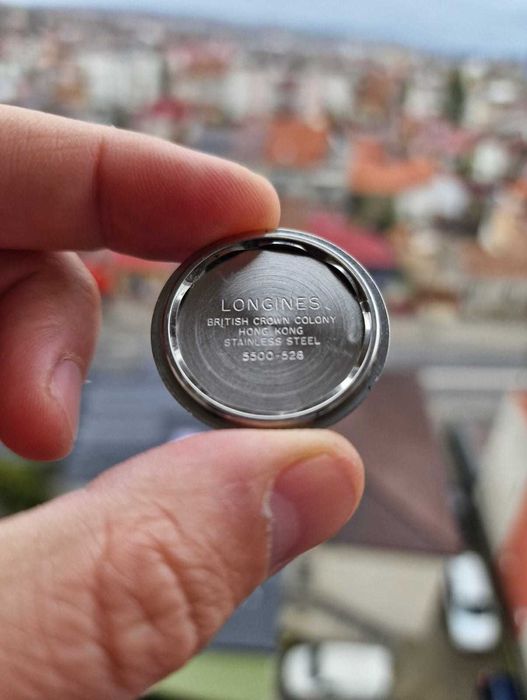 LONGINES
BRITISH CROWN COLONY
HONG KONG
STAINLESS STEEL
5500-526